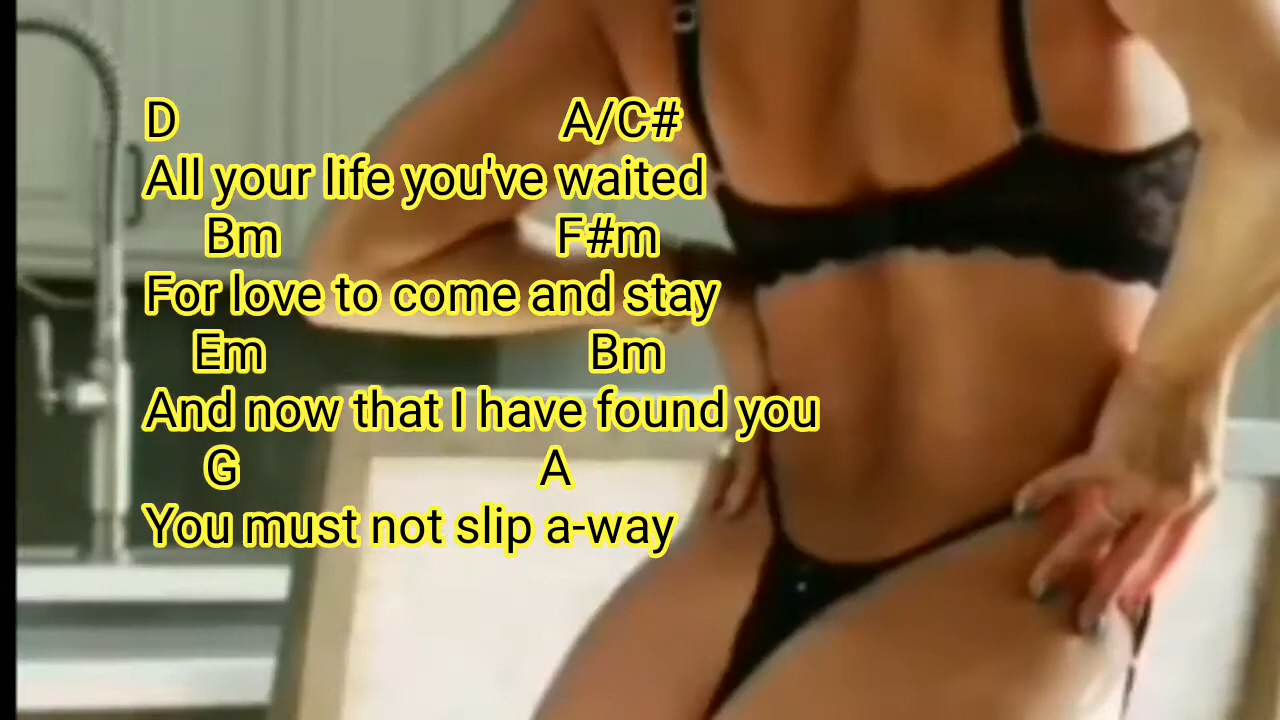 D A/C#
All your life you've waited
Bm F#m
For love to come and stay
Em Bm
And now that I have found you
G A
You must not slip a-way